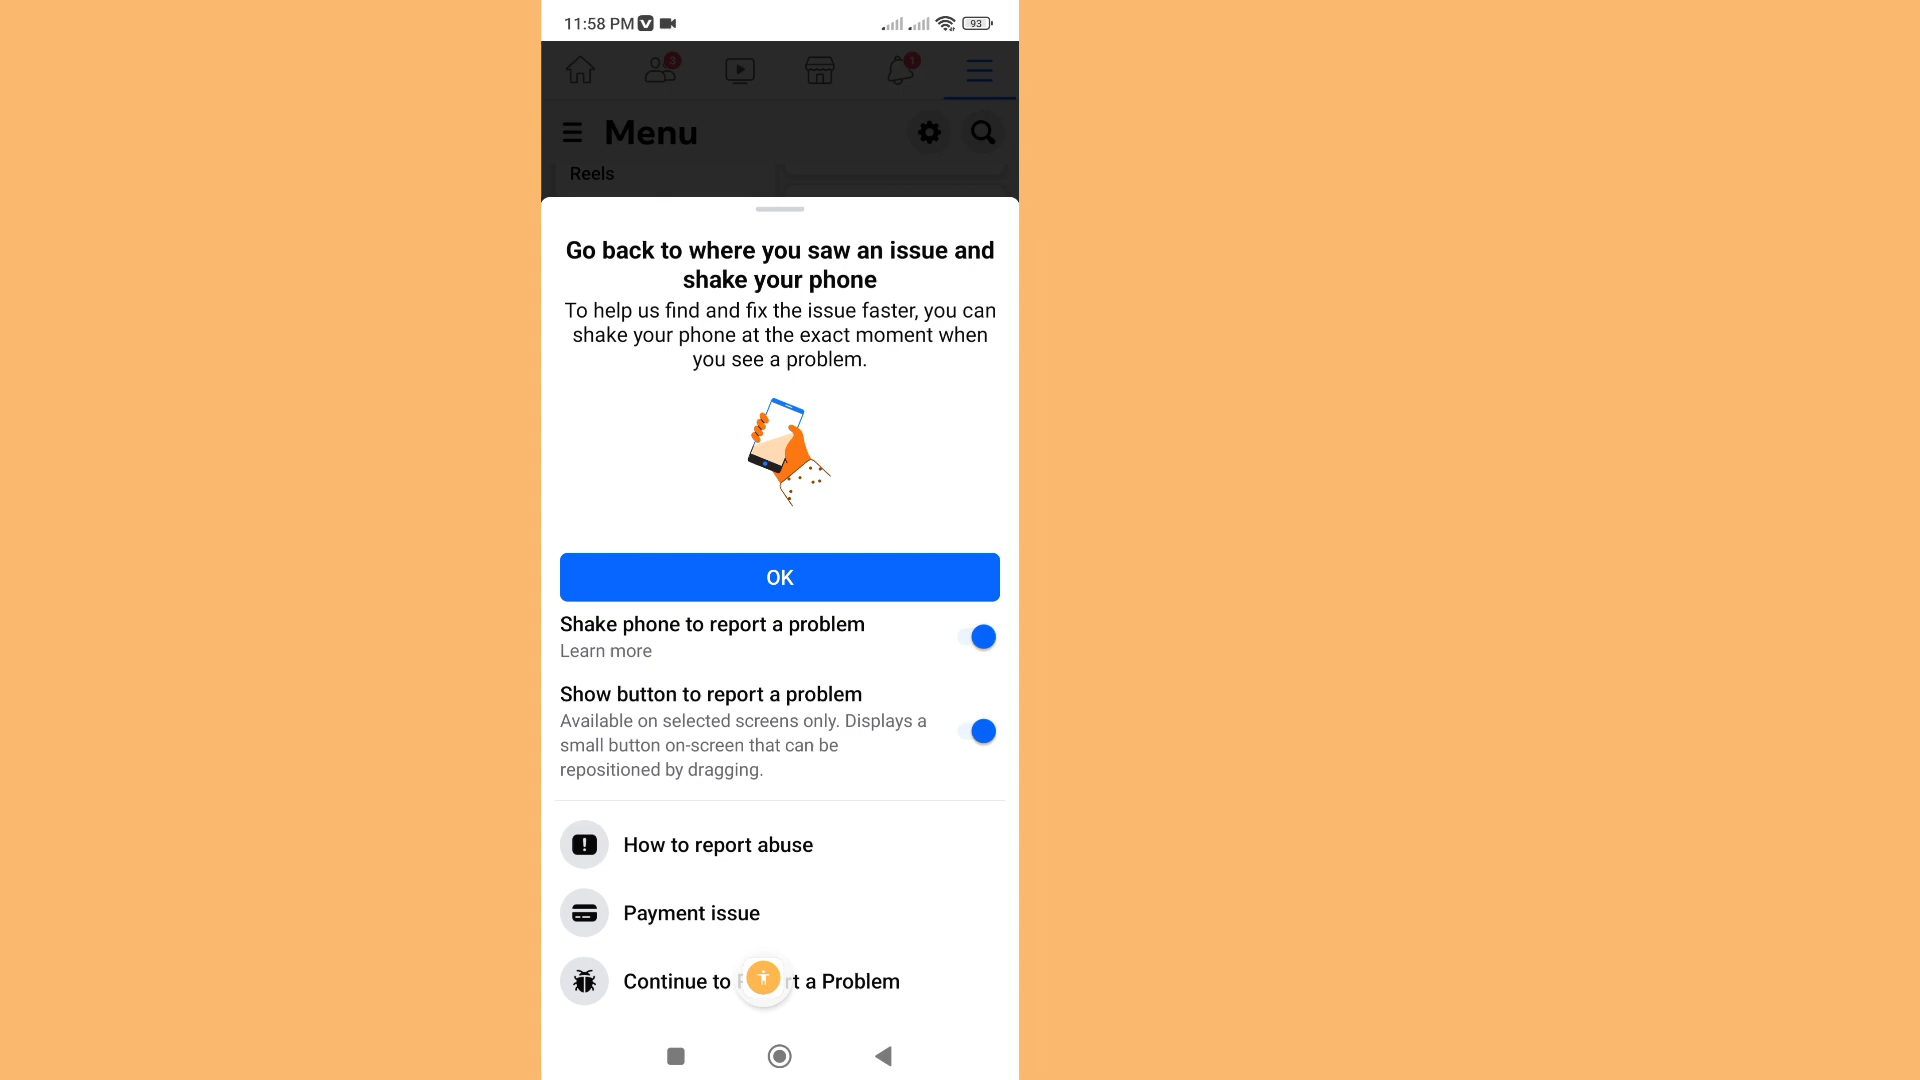 11:58 PM
93
3
1
Menu
Reels
Go back to where you saw an issue and
shake your phone
To help us find and fix the issue faster, you can
shake your phone at the exact moment when
you see a problem.
OK
Shake phone to report a problem
Learn more
Show button to report a problem
Available on selected screens only. Displays a
small button on-screen that can be
repositioned by dragging.
How to report abuse
Payment issue
Continue to t a Problem